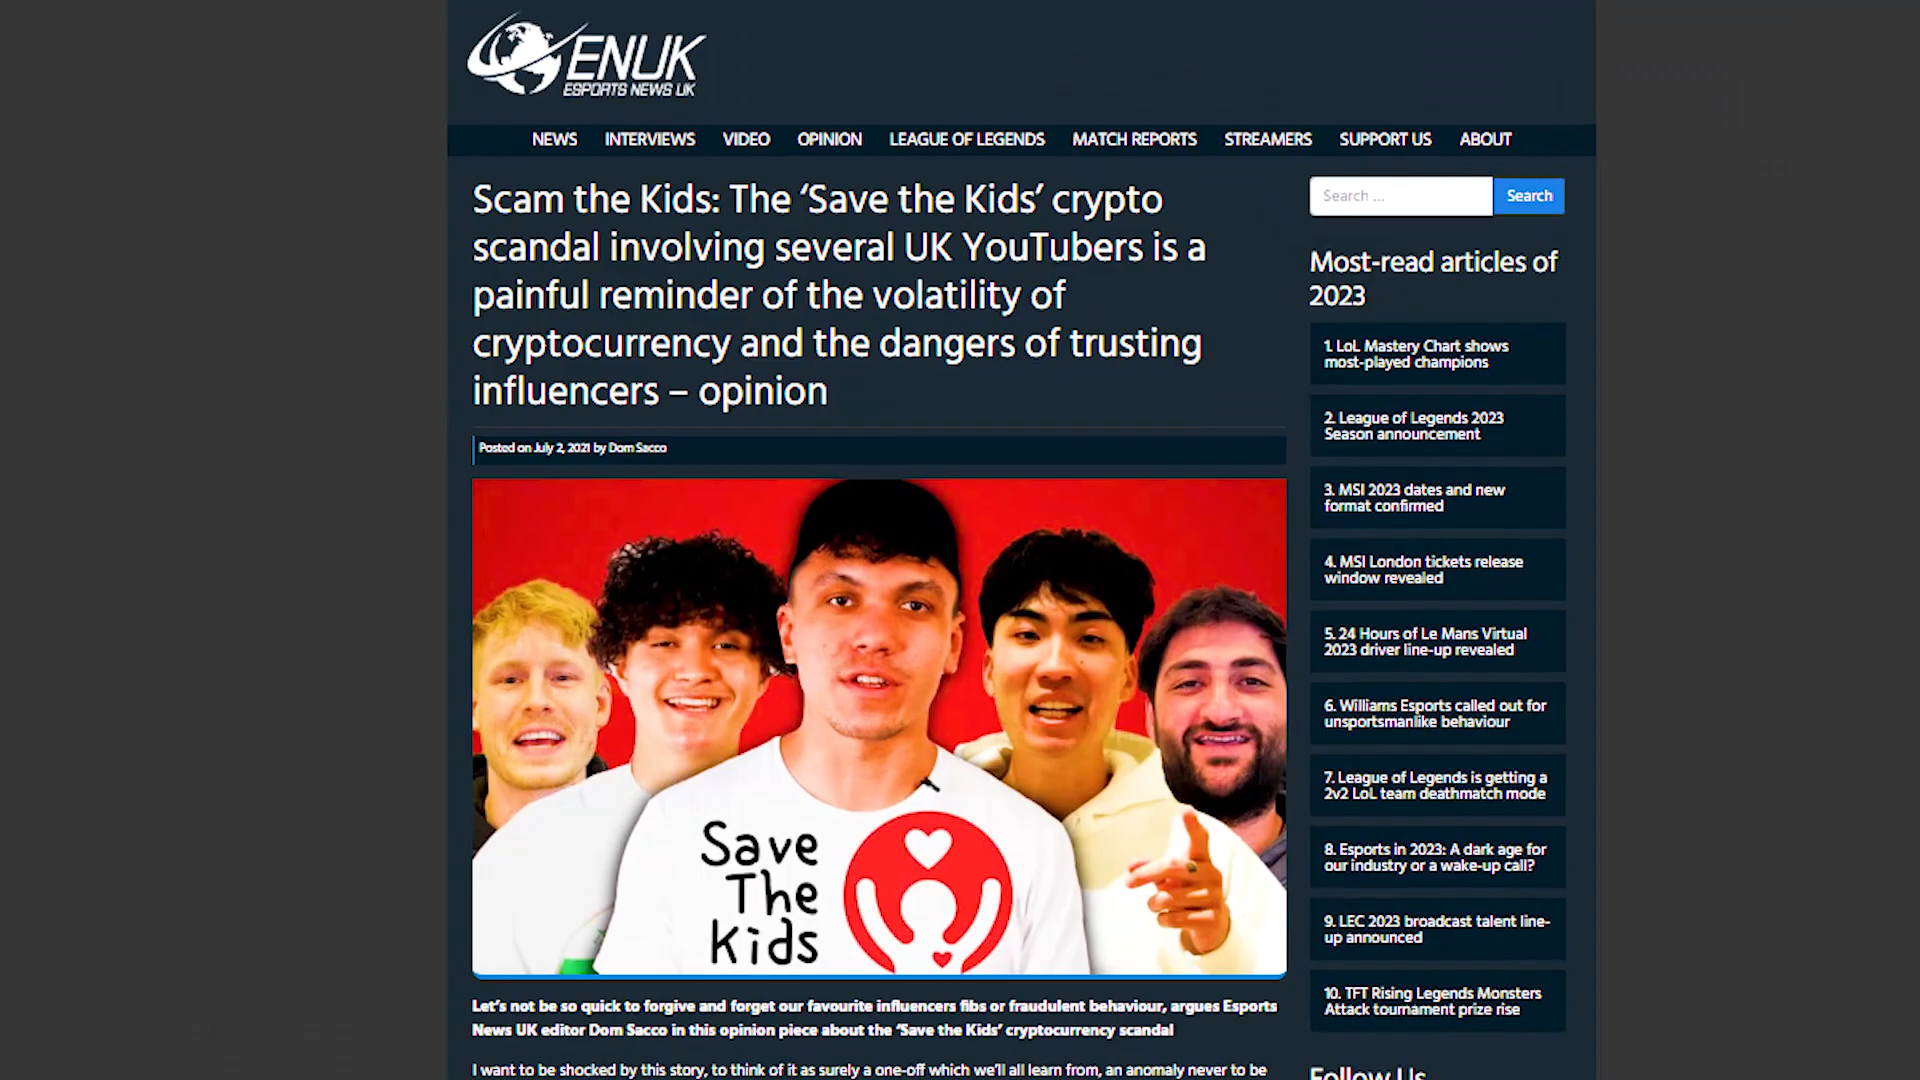 ENUK
ESPORTS NEWS UK
NEWS INTERVIEWS VIDEO OPINION LEAGUE OF LEGENDS MATCH REPORTS STREAMERS SUPPORT US ABOUT
Scam the Kids: The ‘Save the Kids’ crypto
scandal involving several UK YouTubers is a
painful reminder of the volatility of
cryptocurrency and the dangers of trusting
influencers – opinion
Posted on July 2, 2021 by Dom Sacco
Save
The
Kids
Let’s not be so quick to forgive and forget our favourite influencers fibs or fraudulent behaviour, argues Esports
News UK editor Dom Sacco in this opinion piece about the ‘Save the Kids’ cryptocurrency scandal
I want to be shocked by this story, to think of it as surely a one-off which we’ll all learn from, an anomaly never to be
Search ...
Search
Most-read articles of
2023
1. LoL Mastery Chart shows
most-played champions
2. League of Legends 2023
Season announcement
3. MSI 2023 dates and new
format confirmed
4. MSI London tickets release
window revealed
5. 24 Hours of Le Mans Virtual
2023 driver line-up revealed
6. Williams Esports called out for
unsportsmanlike behaviour
7. League of Legends is getting a
2v2 LoL team deathmatch mode
8. Esports in 2023: A dark age for
our industry or a wake-up call?
9. LEC 2023 broadcast talent line-
up announced
10. TFT Rising Legends Monsters
Attack tournament prize rise
Follow Us